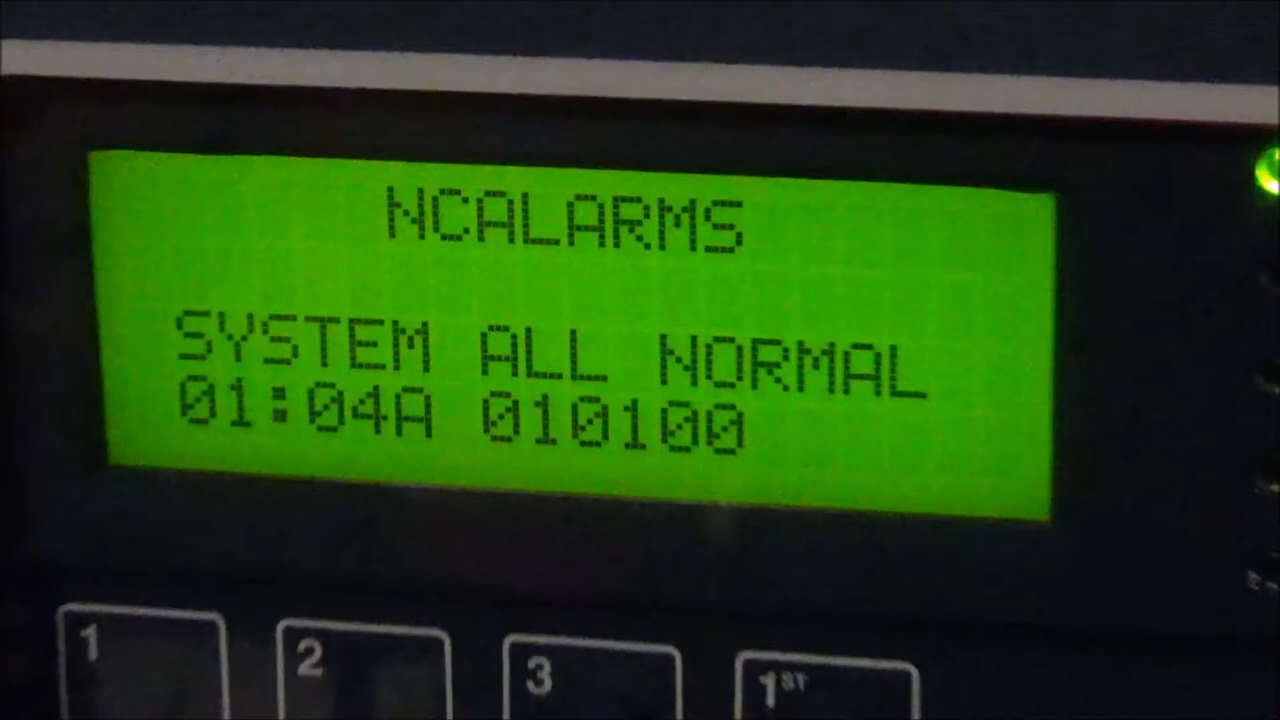 NCALARMS
SYSTEM ALL NORMAL
01:04A 010100
1
2
3
1ST